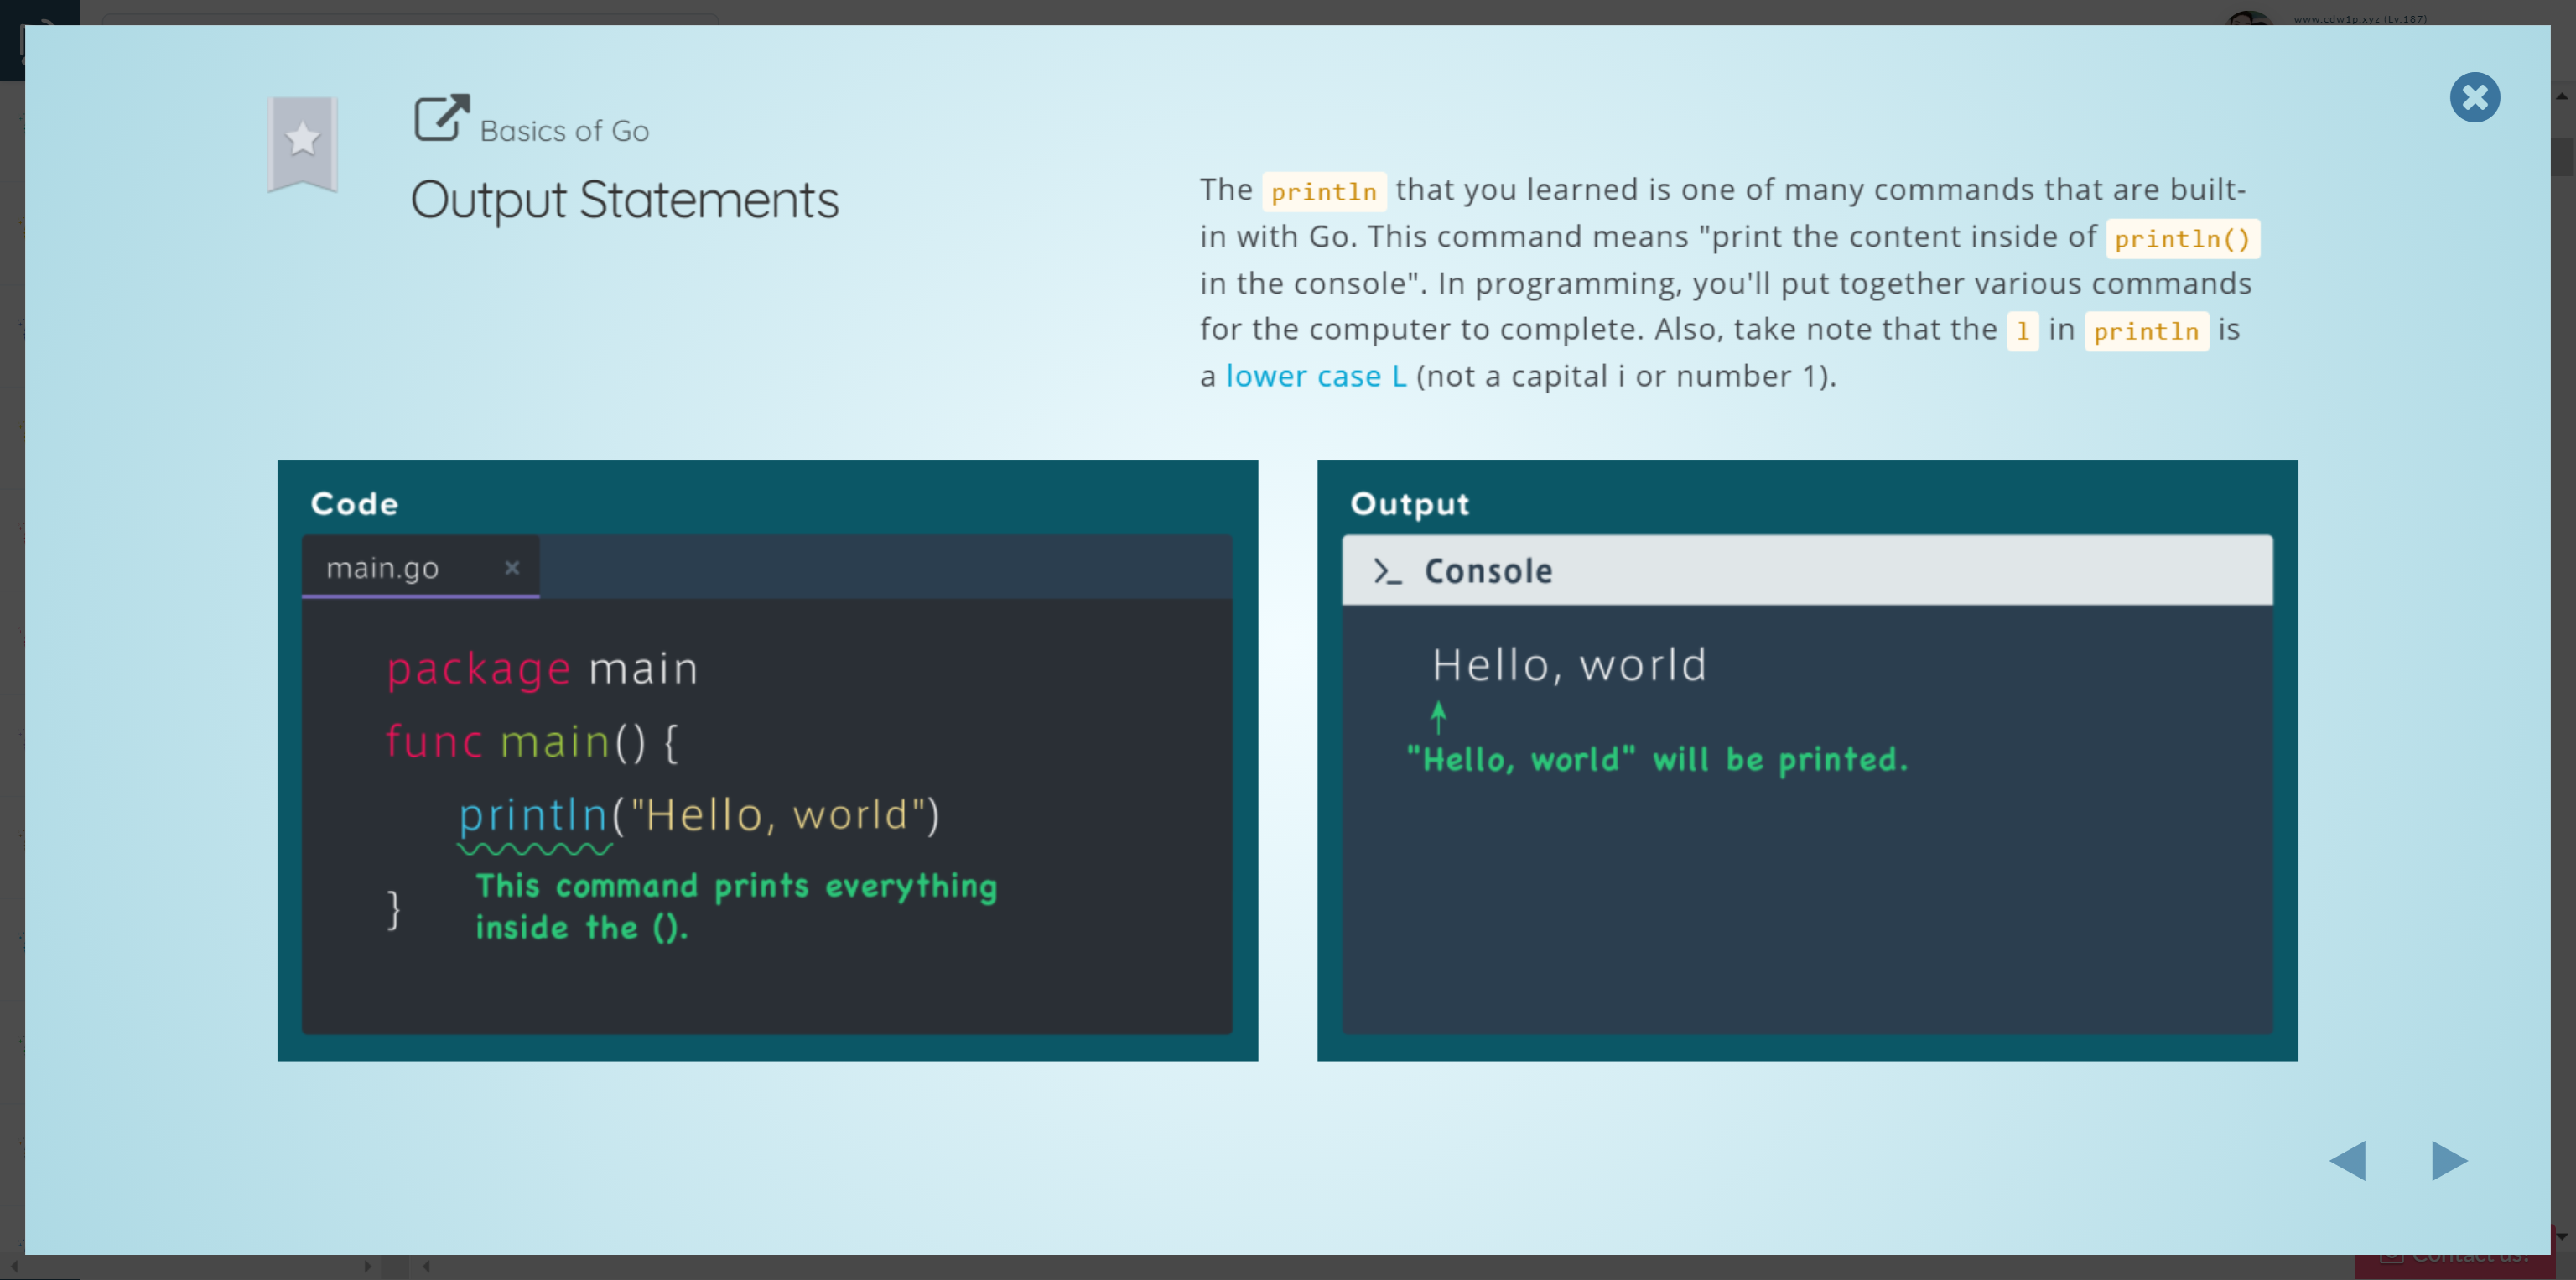 www.cdw1p.xyz (Lv.187)
Basics of Go
Output Statements
The println that you learned is one of many commands that are built-
in with Go. This command means "print the content inside of println()
in the console". In programming, you'll put together various commands
for the computer to complete. Also, take note that the l in println is
a lower case L (not a capital i or number 1).
Code
main.go
package main
func main() {
println("Hello, world")
This command prints everything
inside the ().
}
Output
>_ Console
Hello, world
"Hello, world" will be printed.
Contact us!